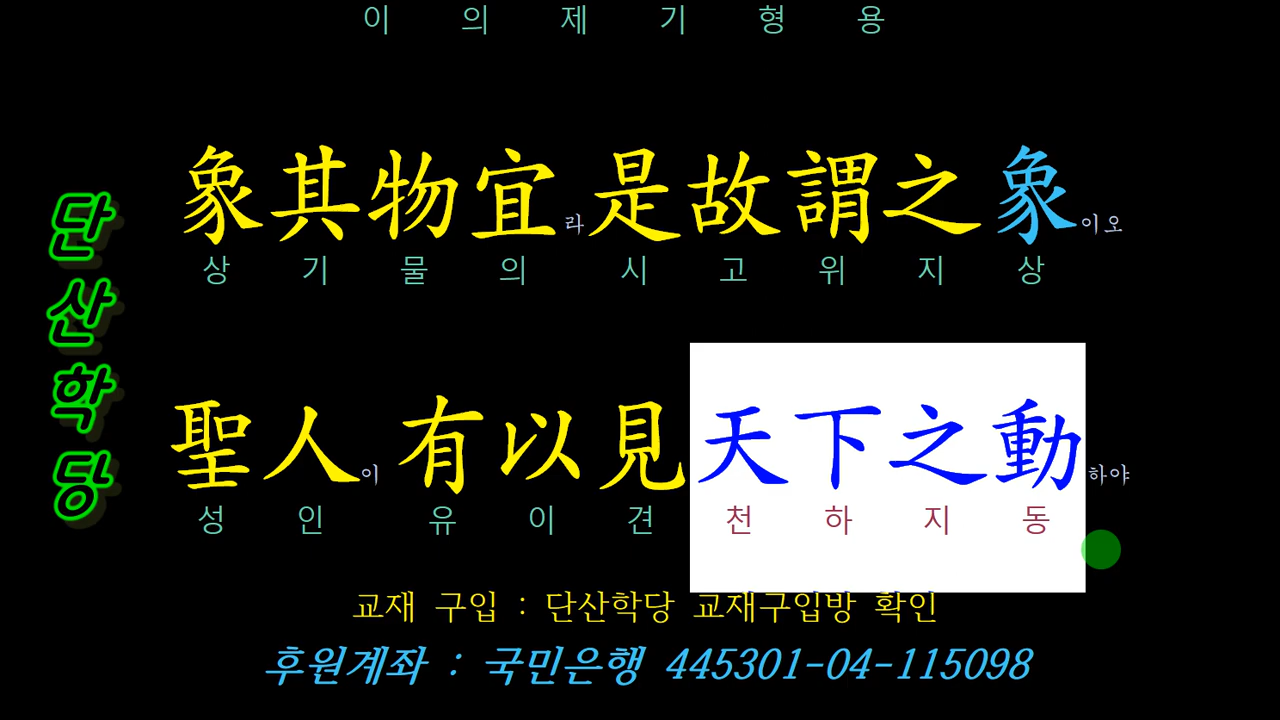 이 의 제 기 형 용
象其物宜라 是故謂之象이오
상 기 물 의 시 고 위 지 상
聖人이 有以見天下之動하야
성 인 유 이 견 천 하 지 동
단산학당
교재 구입 : 단산학당 교재구입방 확인
후원계좌 : 국민은행 445301-04-115098